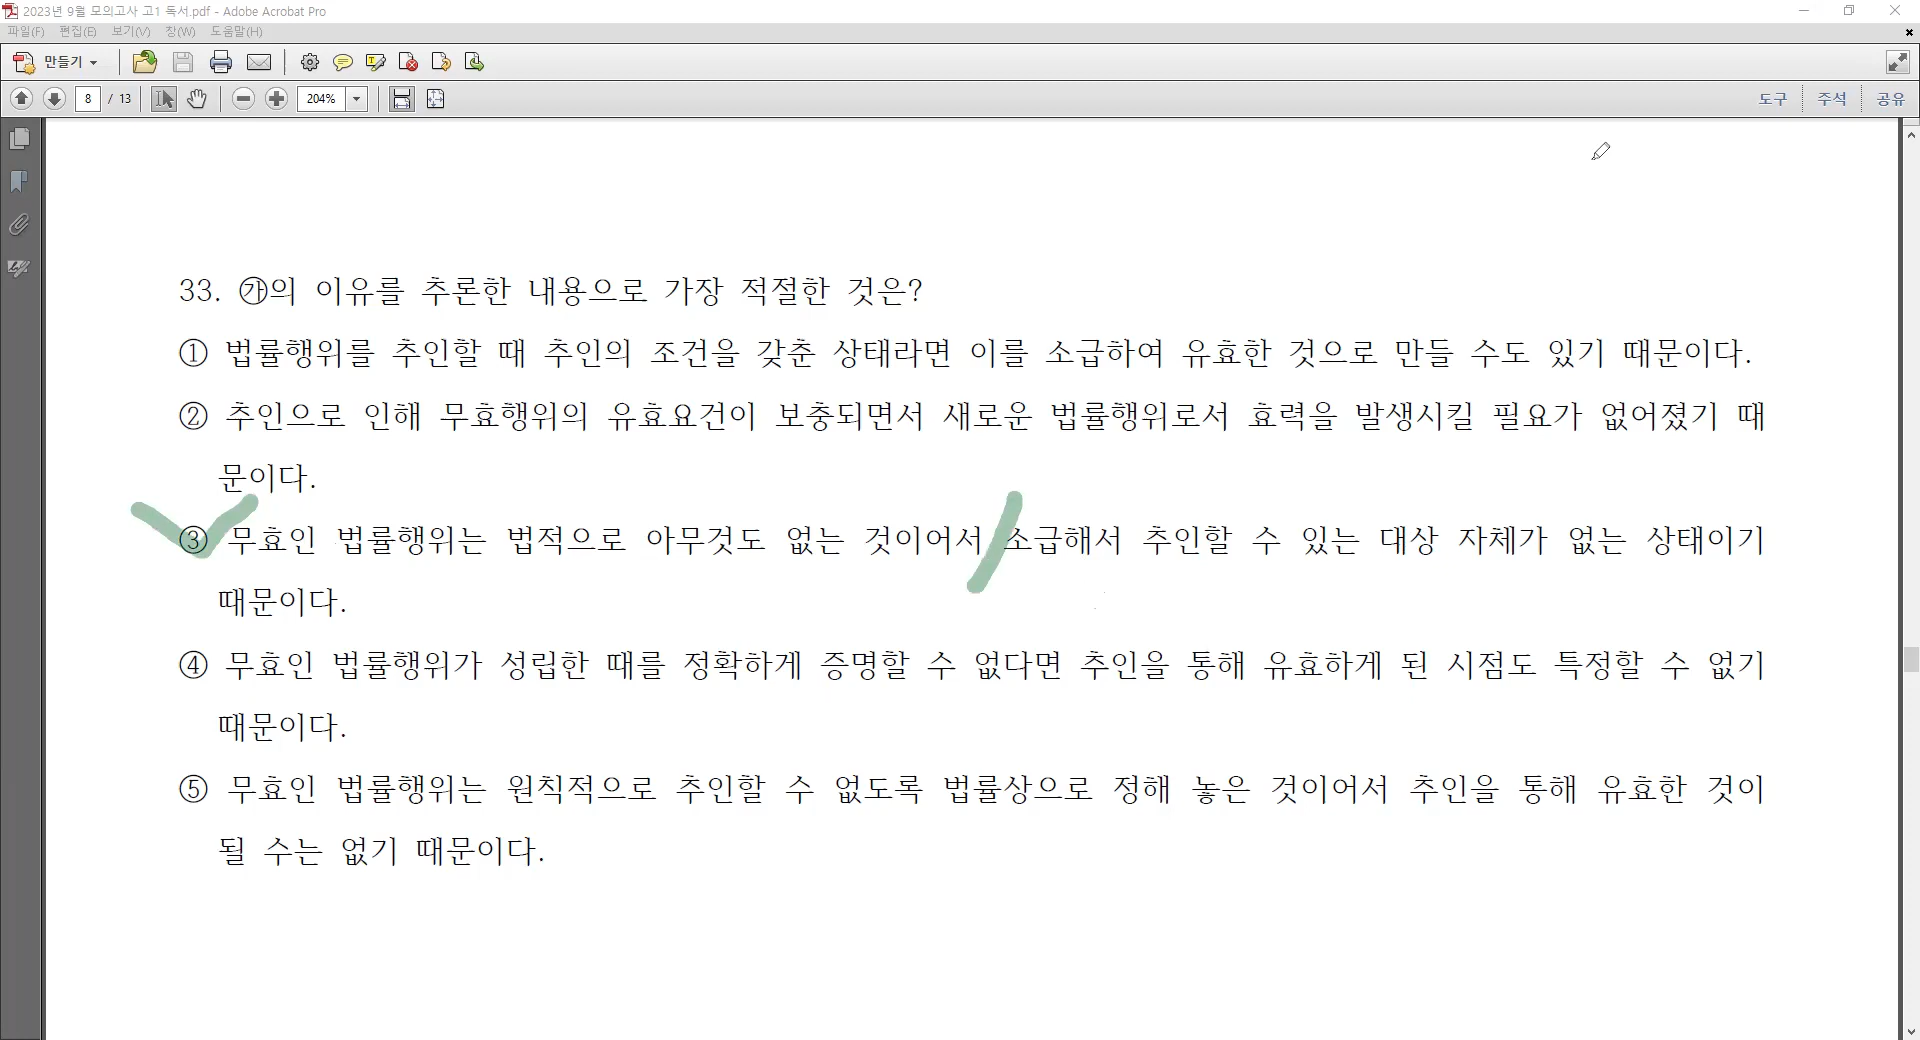 2023년 9월 모의고사 고1 독서.pdf - Adobe Acrobat Pro
파일(F) 편집(E) 보기(V) 창(W) 도움말(H)
만들기
8 / 13 204% 도구 주석 공유
33. ㉮의 이유를 추론한 내용으로 가장 적절한 것은?
① 법률행위를 추인할 때 추인의 조건을 갖춘 상태라면 이를 소급하여 유효한 것으로 만들 수도 있기 때문이다.
② 추인으로 인해 무효행위의 유효요건이 보충되면서 새로운 법률행위로서 효력을 발생시킬 필요가 없어졌기 때
문이다.
③ 무효인 법률행위는 법적으로 아무것도 없는 것이어서 소급해서 추인할 수 있는 대상 자체가 없는 상태이기
때문이다.
④ 무효인 법률행위가 성립한 때를 정확하게 증명할 수 없다면 추인을 통해 유효하게 된 시점도 특정할 수 없기
때문이다.
⑤ 무효인 법률행위는 원칙적으로 추인할 수 없도록 법률상으로 정해 놓은 것이어서 추인을 통해 유효한 것이
될 수는 없기 때문이다.